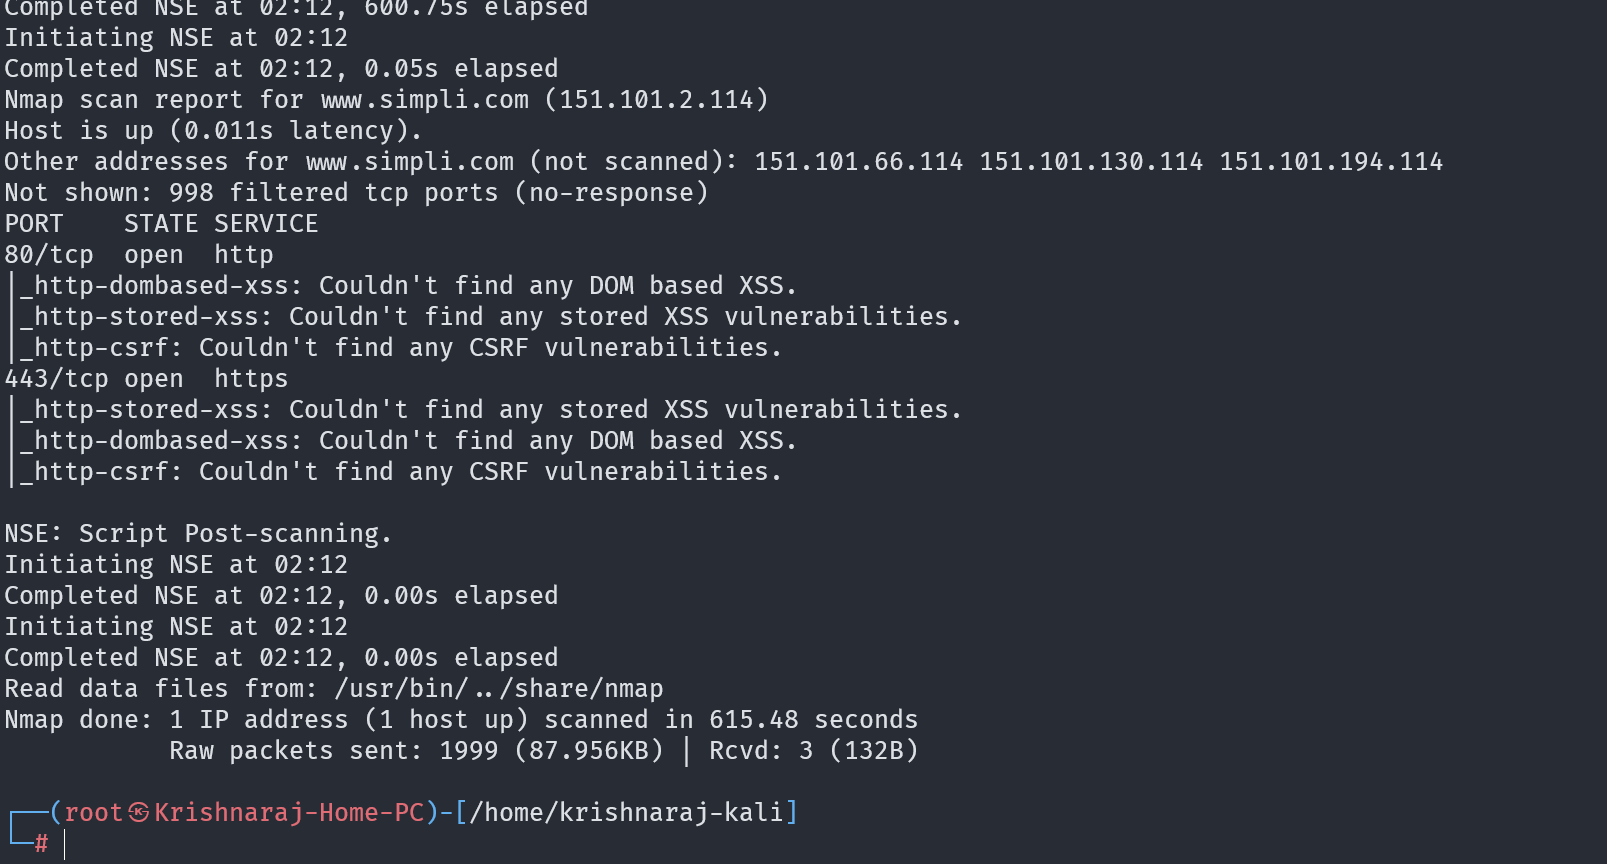 Completed NSE at 02:12, 600.75s elapsed
Initiating NSE at 02:12
Completed NSE at 02:12, 0.05s elapsed
Nmap scan report for www.simpli.com (151.101.2.114)
Host is up (0.011s latency).
Other addresses for www.simpli.com (not scanned): 151.101.66.114 151.101.130.114 151.101.194.114
Not shown: 998 filtered tcp ports (no-response)
PORT    STATE SERVICE
80/tcp  open  http
|_http-dombased-xss: Couldn't find any DOM based XSS.
|_http-stored-xss: Couldn't find any stored XSS vulnerabilities.
|_http-csrf: Couldn't find any CSRF vulnerabilities.
443/tcp open  https
|_http-stored-xss: Couldn't find any stored XSS vulnerabilities.
|_http-dombased-xss: Couldn't find any DOM based XSS.
|_http-csrf: Couldn't find any CSRF vulnerabilities.
NSE: Script Post-scanning.
Initiating NSE at 02:12
Completed NSE at 02:12, 0.00s elapsed
Initiating NSE at 02:12
Completed NSE at 02:12, 0.00s elapsed
Read data files from: /usr/bin/../share/nmap
Nmap done: 1 IP address (1 host up) scanned in 615.48 seconds
           Raw packets sent: 1999 (87.956KB) | Rcvd: 3 (132B)
┌──(root㉿Krishnaraj-Home-PC)-[/home/krishnaraj-kali]
└─#